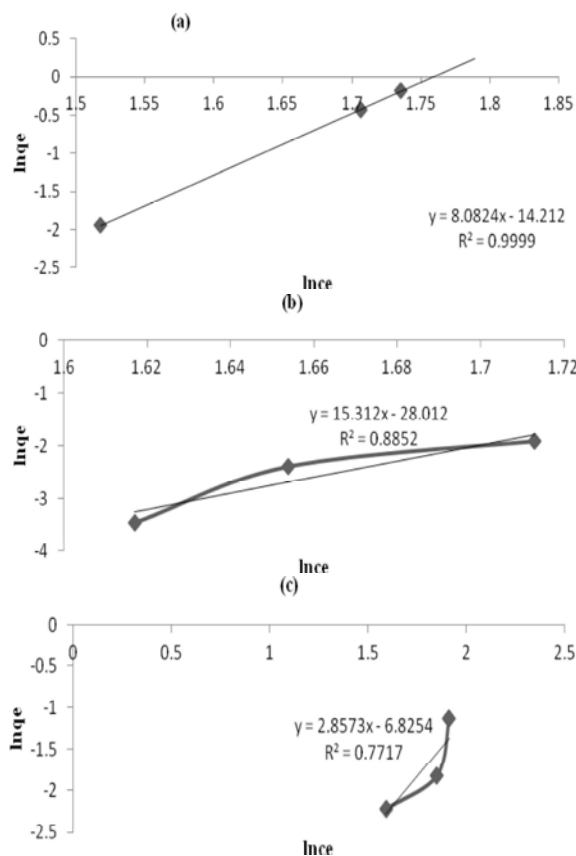 (a)
0.5
0
1.5 1.55 1.6 1.65 1.7 1.75 1.8 1.85
-0.5
-1
-1.5
-2
-2.5
lnqe
y = 8.0824x - 14.212
R² = 0.9999
lnce
(b)
0
1.6 1.62 1.64 1.66 1.68 1.7 1.72
-1
-2
-3
-4
lnqe
y = 15.312x - 28.012
R² = 0.8852
lnce
(c)
0
0 0.5 1 1.5 2 2.5
-0.5
-1
-1.5
-2
-2.5
lnqe
y = 2.8573x - 6.8254
R² = 0.7717
lnce